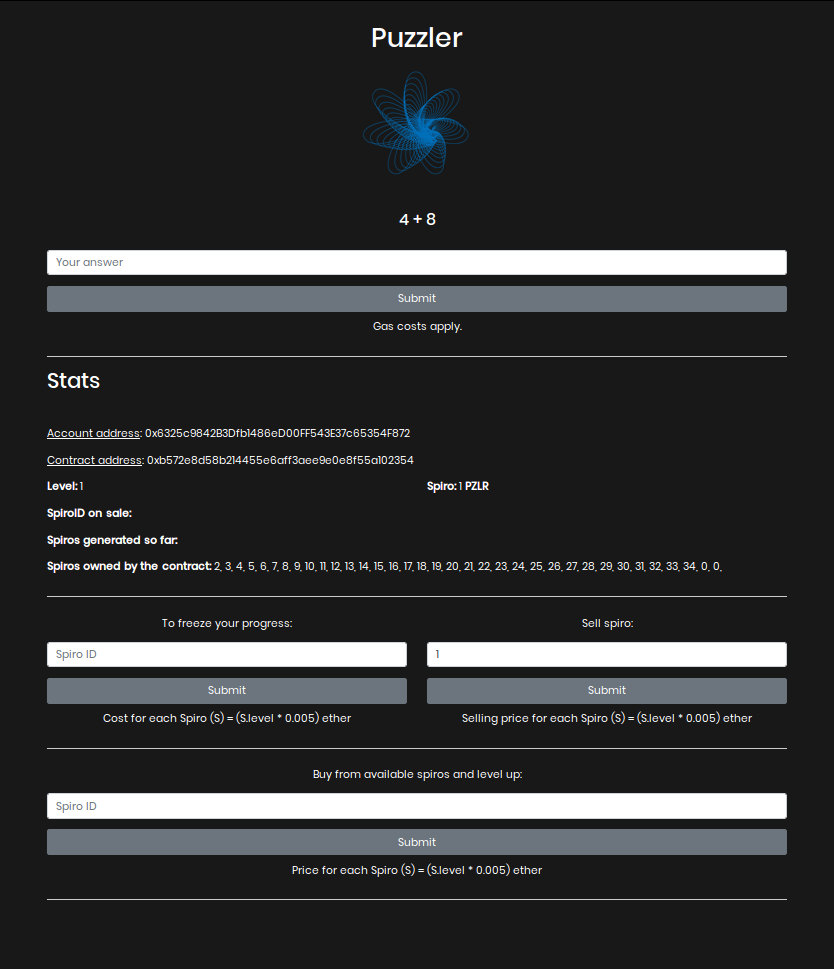 Puzzler
4 + 8
Your answer
Submit
Gas costs apply.
Stats
Account address: 0x6325c9842B3Dfb1486eD00FF543E37c65354F872
Contract address: 0xb572e8d58b214455e6aff3aee9e0e8f55a102354
Level: 1 Spiro: 1 PZLR
SpiroID on sale:
Spiros generated so far:
Spiros owned by the contract: 2, 3, 4, 5, 6, 7, 8, 9, 10, 11, 12, 13, 14, 15, 16, 17, 18, 19, 20, 21, 22, 23, 24, 25, 26, 27, 28, 29, 30, 31, 32, 33, 34, 0, 0,
To freeze your progress: Sell spiro:
Spiro ID 1
Submit Submit
Cost for each Spiro (S) = (S.level * 0.005) ether Selling price for each Spiro (S) = (S.level * 0.005) ether
Buy from available spiros and level up:
Spiro ID
Submit
Price for each Spiro (S) = (S.level * 0.005) ether